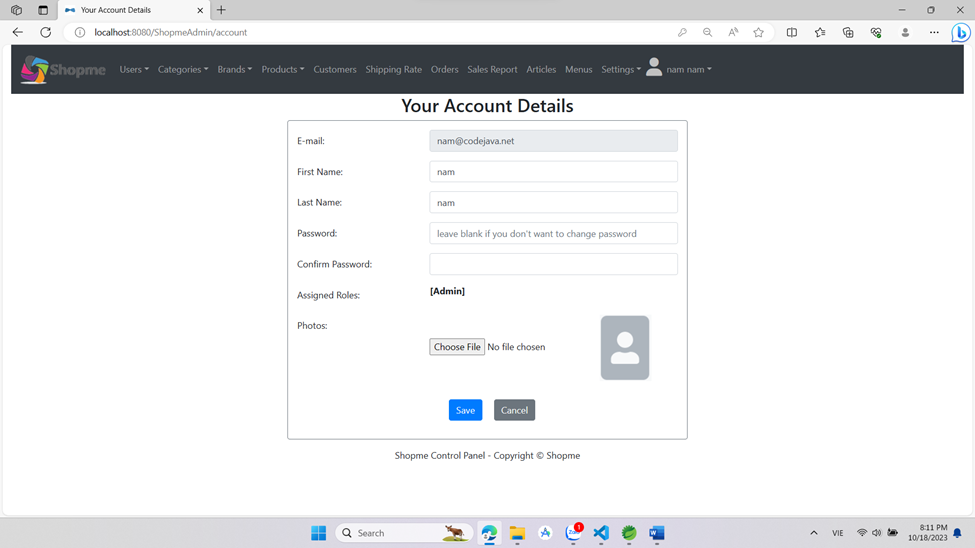 Your Account Details
localhost:8080/ShopmeAdmin/account
Shopme Users Categories Brands Products Customers Shipping Rate Orders Sales Report Articles Menus Settings nam nam
Your Account Details
E-mail: nam@codejava.net
First Name: nam
Last Name: nam
Password: leave blank if you don't want to change password
Confirm Password:
Assigned Roles: [Admin]
Photos:
Choose File No file chosen
Save Cancel
Shopme Control Panel - Copyright © Shopme
Search 1 VIE 8:11 PM
10/18/2023